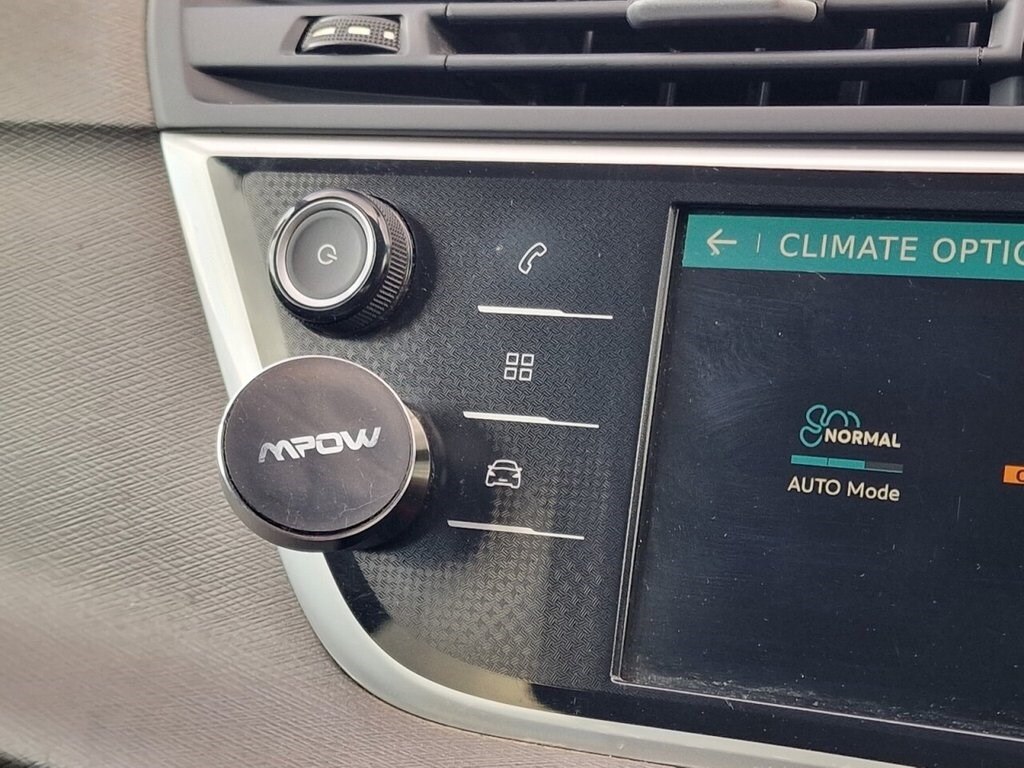 CLIMATE OPTIO
MPOW
NORMAL
AUTO Mode